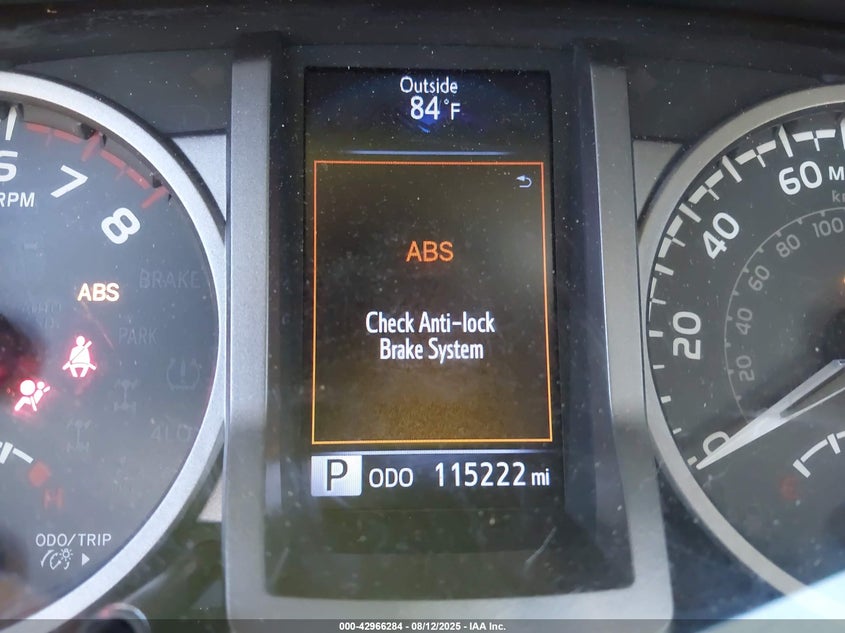 Outside
84°F
6 7 8
RPM
ABS
BRAKE
PARK
4LO
H
ODO/TRIP
ABS
Check Anti-lock
Brake System
P ODO 115222 mi
0 20 40 60
20 40 60 80 100
E
000-42966284 - 08/12/2025 - IAA Inc.